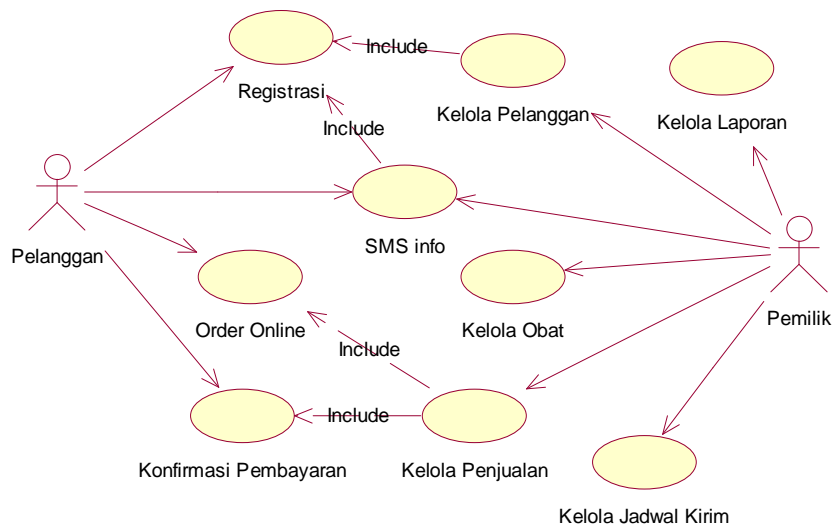 Include
Registrasi
Kelola Pelanggan
Kelola Laporan
Include
Pelanggan
SMS info
Pemilik
Order Online
Kelola Obat
Include
Include
Konfirmasi Pembayaran
Kelola Penjualan
Kelola Jadwal Kirim